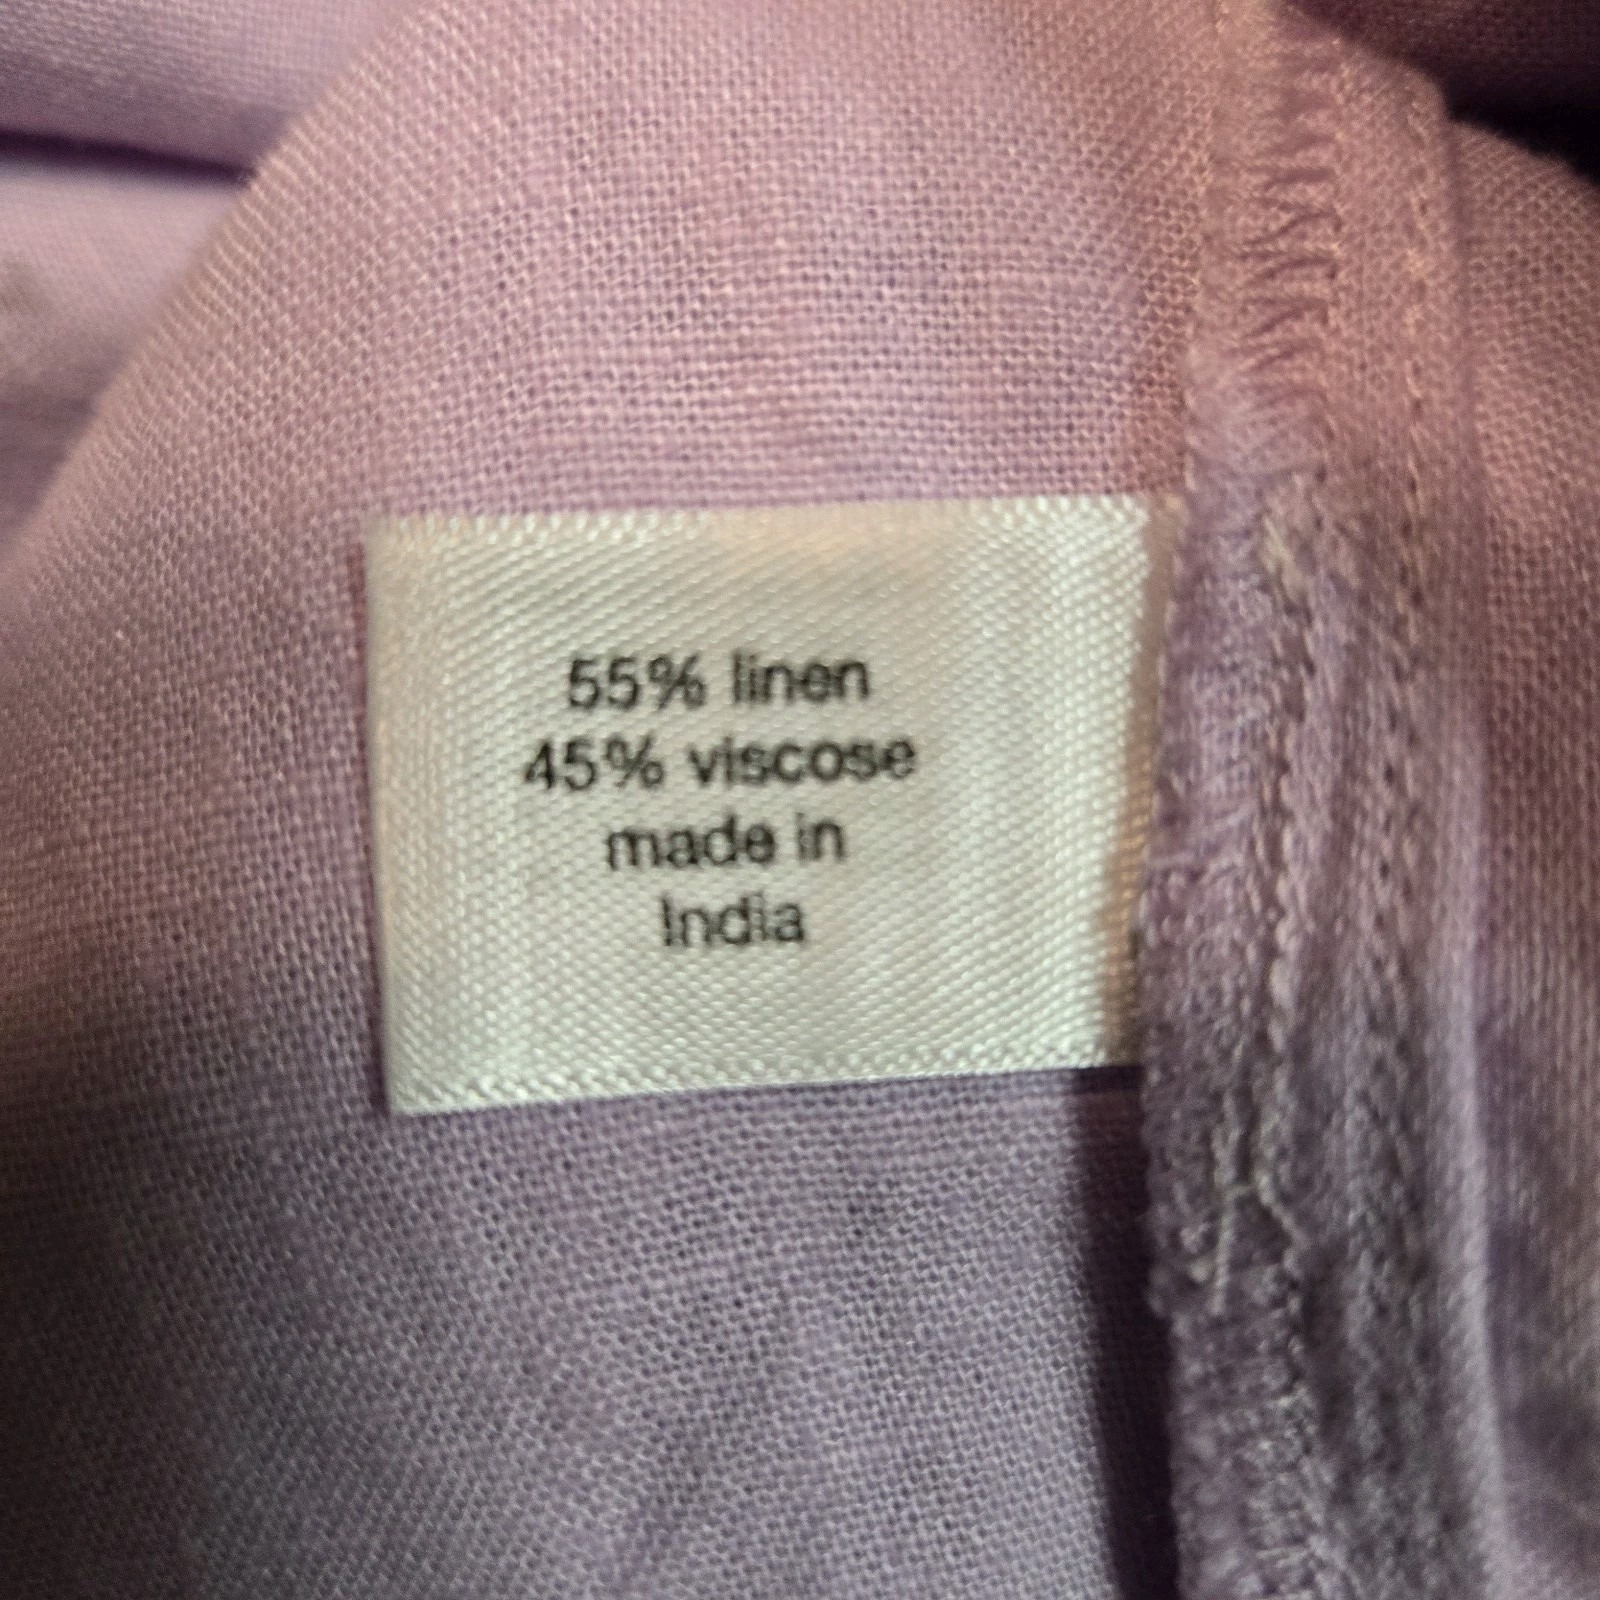 55% linen
45% viscose
made in
India